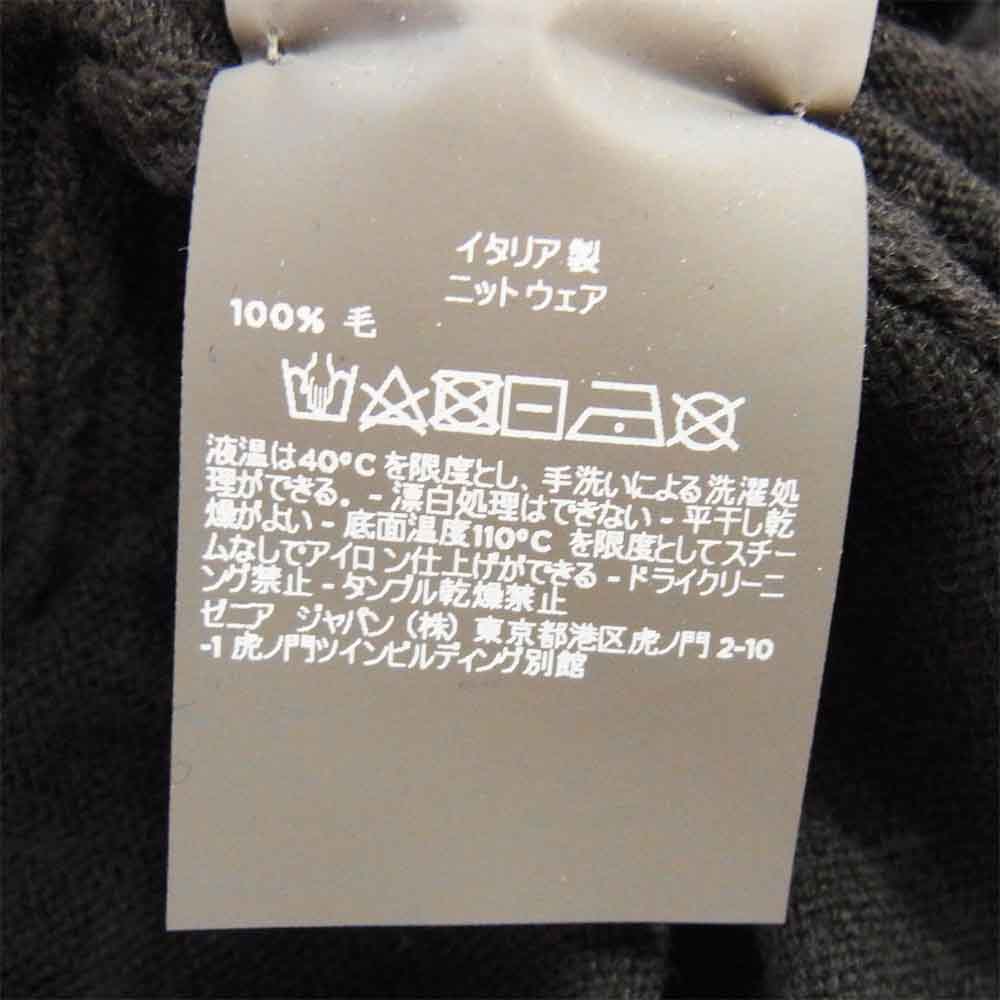 イタリア製
ニットウェア
100% 毛
液温は40°C を限度とし、手洗いによる洗濯処
理ができる. - 漂白処理はできない - 平干し乾
燥がよい - 底面温度110°C を限度としてスチー
ムなしでアイロン仕上げができる - ドライクリーニ
ング禁止 - タンブル乾燥禁止
ゼニア ジャパン (株) 東京都港区虎ノ門 2-10
-1 虎ノ門ツインビルディング別館